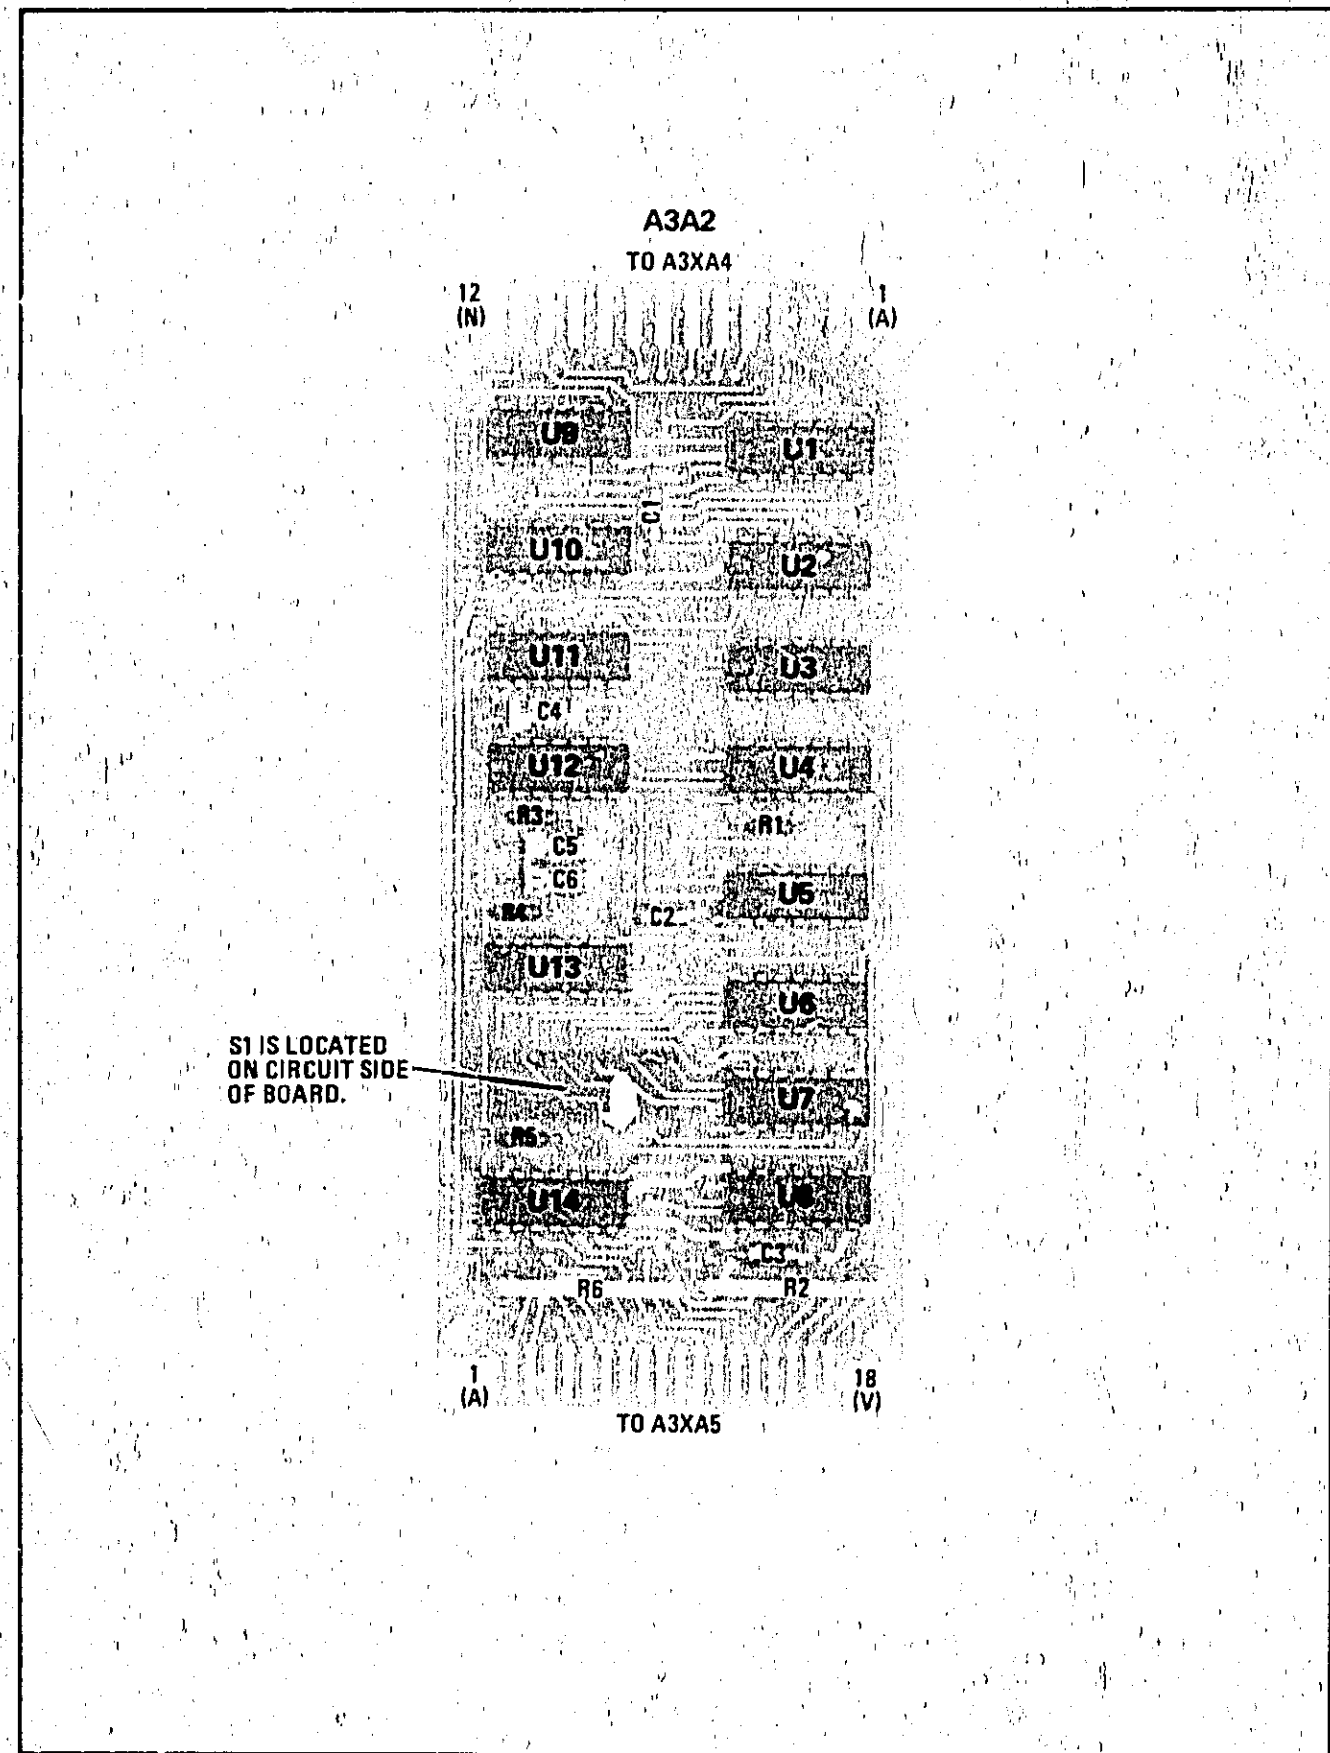 A3A2
TO A3XA4
12
(N)
1
(A)
U9
U1
C1
U10
U2
U11
U3
C4
U12
U4
R3
R1
C5
C6
U5
R4
C2
U13
U6
S1 IS LOCATED
ON CIRCUIT SIDE
OF BOARD.
U7
R5
U14
U8
C3
R6
R2
1
(A)
18
(V)
TO A3XA5